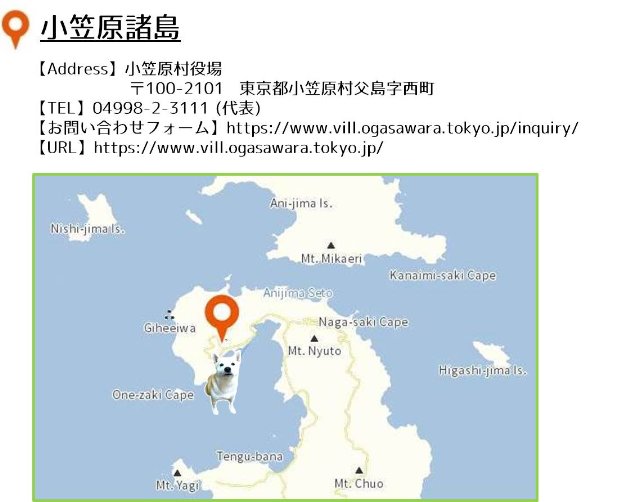 小笠原諸島
【Address】小笠原村役場
〒100-2101　東京都小笠原村父島字西町
【TEL】04998-2-3111 (代表)
【お問い合わせフォーム】https://www.vill.ogasawara.tokyo.jp/inquiry/
【URL】https://www.vill.ogasawara.tokyo.jp/
Ani-jima Is.
Nishi-jima Is.
Mt. Mikaeri
Kanaimi-saki Cape
Anijima Seto
Giheeiwa
Naga-saki Cape
Mt. Nyuto
Higashi-jima Is.
One-zaki Cape
Tengu-bana
Mt. Yagi
Mt. Chuo